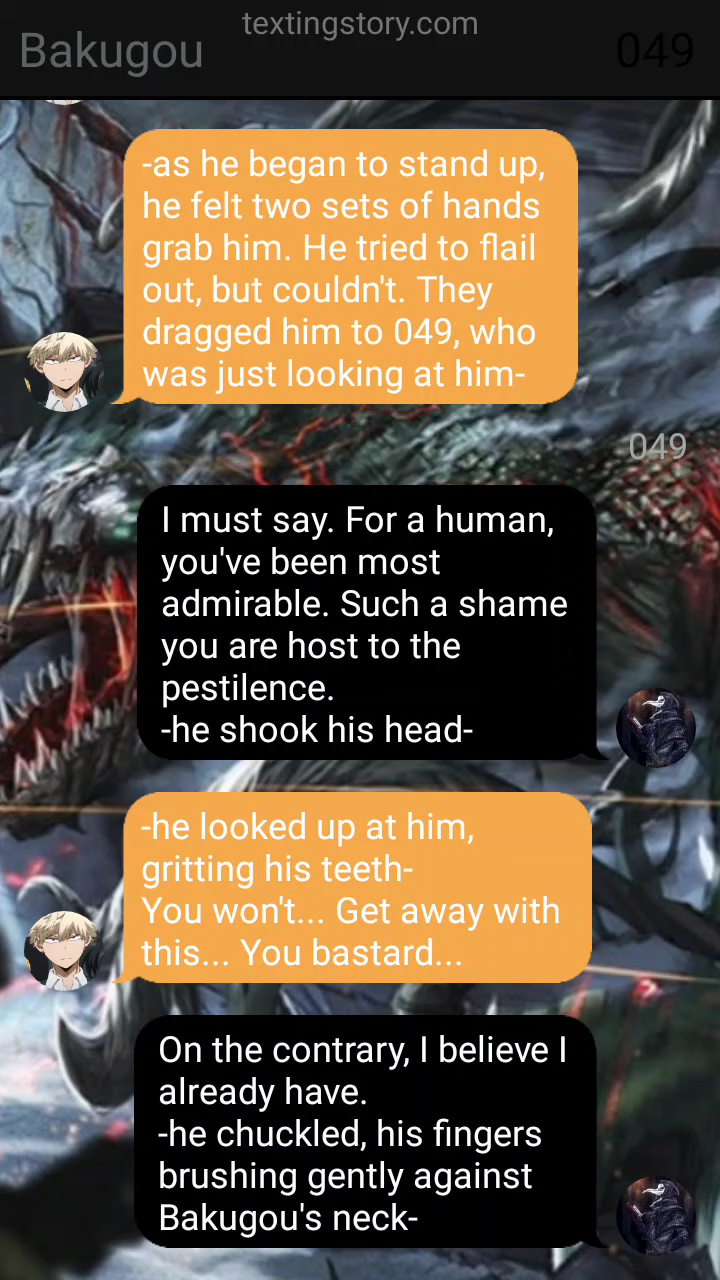 textingstory.com
Bakugou
049
-as he began to stand up,
he felt two sets of hands
grab him. He tried to flail
out, but couldn't. They
dragged him to 049, who
was just looking at him-
049
I must say. For a human,
you've been most
admirable. Such a shame
you are host to the
pestilence.
-he shook his head-
-he looked up at him,
gritting his teeth-
You won't... Get away with
this... You bastard...
On the contrary, I believe I
already have.
-he chuckled, his fingers
brushing gently against
Bakugou's neck-